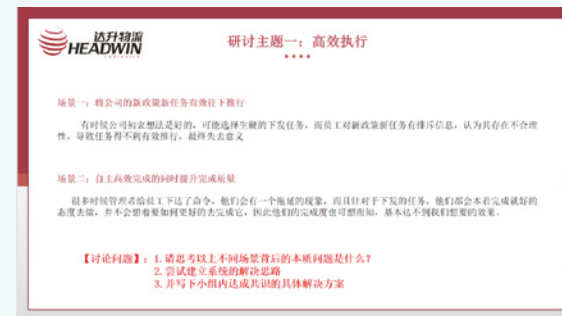 达升物流
HEADWIN
LOGISTICS
研讨主题一：高效执行
场景一：将公司的新政策新任务有效往下推行
有时候公司初衷想法是好的，可能选择生硬的下发任务，而员工对新政策新任务有排斥信息，认为其存在不合理
性，导致任务得不到有效推行，最终失去意义
场景二：自主高效完成的同时提升完成质量
很多时候管理者给员工下达了命令，他们会有一个拖延的现象，而且针对于下发的任务，他们都会本着完成就好的
态度去做，并不会想着要如何更好的去完成它，因此他们的完成度也可想而知，基本达不到我们想要的效果。
【讨论问题】：1.请思考以上不同场景背后的本质问题是什么？
2.尝试建立系统的解决思路
3.并写下小组内达成共识的具体解决方案